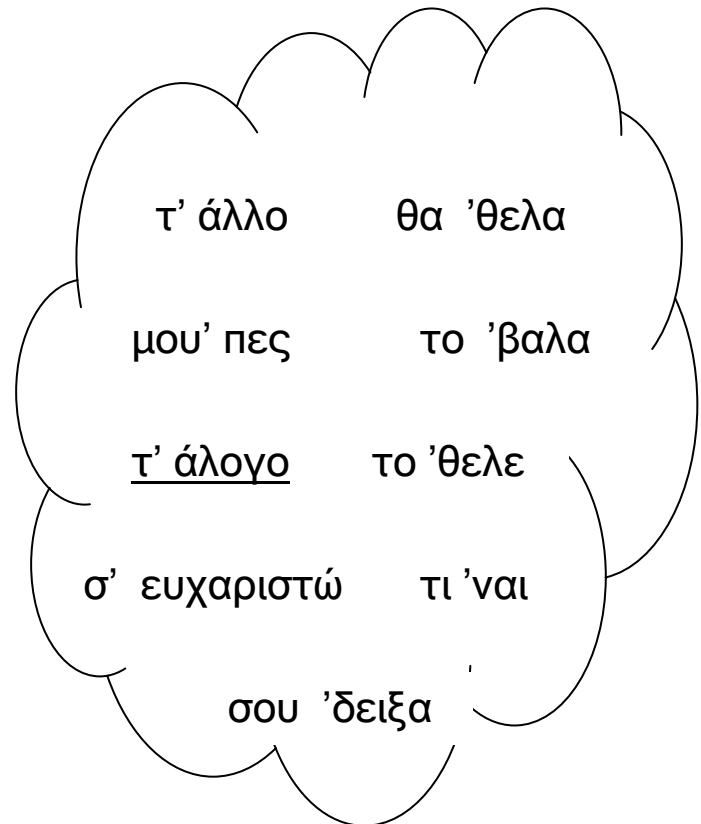 τ’ άλλο θα ’θελα
μου’ πες το ’βαλα
τ’ άλογο το ’θελε
σ’ ευχαριστώ τι ’ναι
σου ’δειξα